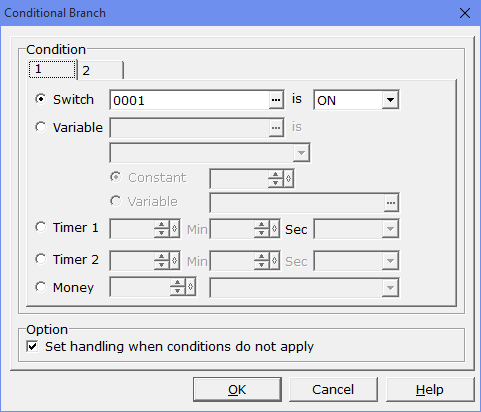 Conditional Branch
Condition
1 2
Switch 0001 ... is ON
Variable ... is
Constant
Variable ...
Timer 1 Min Sec
Timer 2 Min Sec
Money
Option
Set handling when conditions do not apply
OK Cancel Help